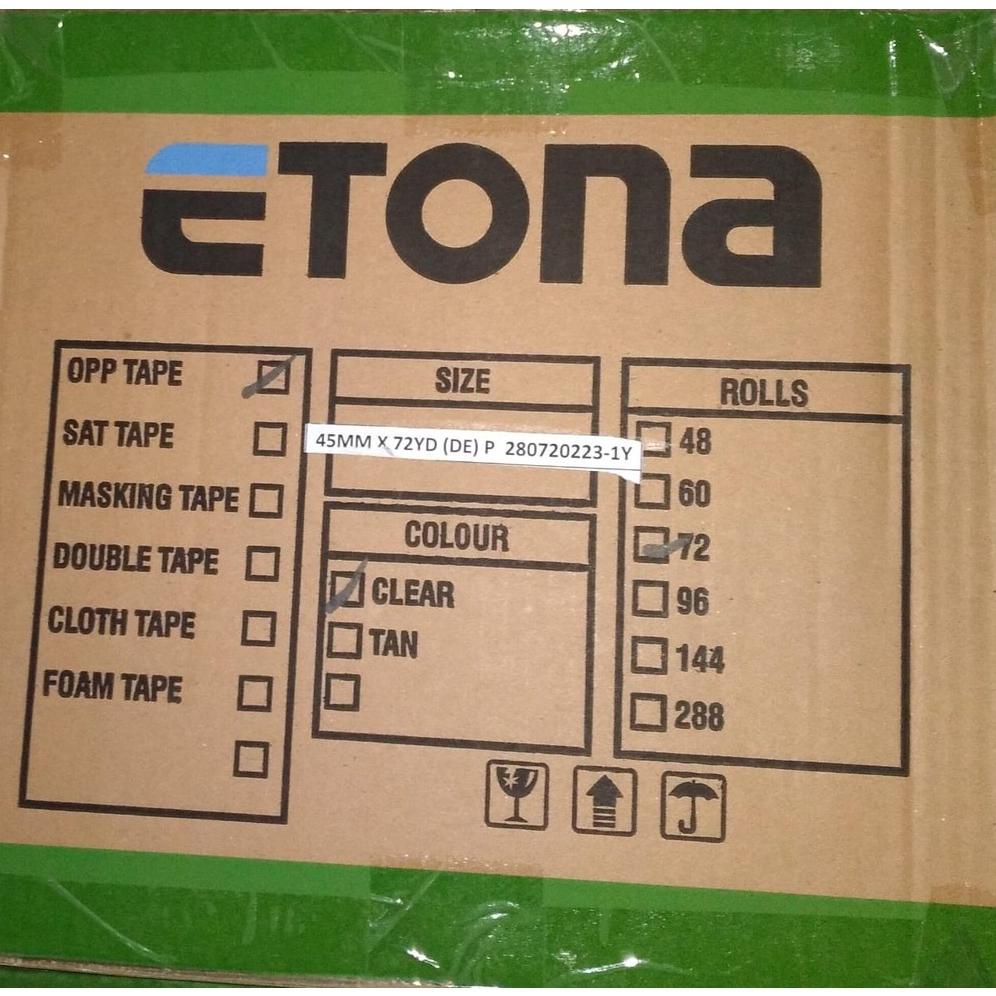 ETONA
OPP TAPE
SAT TAPE
MASKING TAPE
DOUBLE TAPE
CLOTH TAPE
FOAM TAPE
SIZE
45MM X 72YD (DE) P 280720223-1Y
COLOUR
CLEAR
TAN
ROLLS
48
60
72
96
144
288